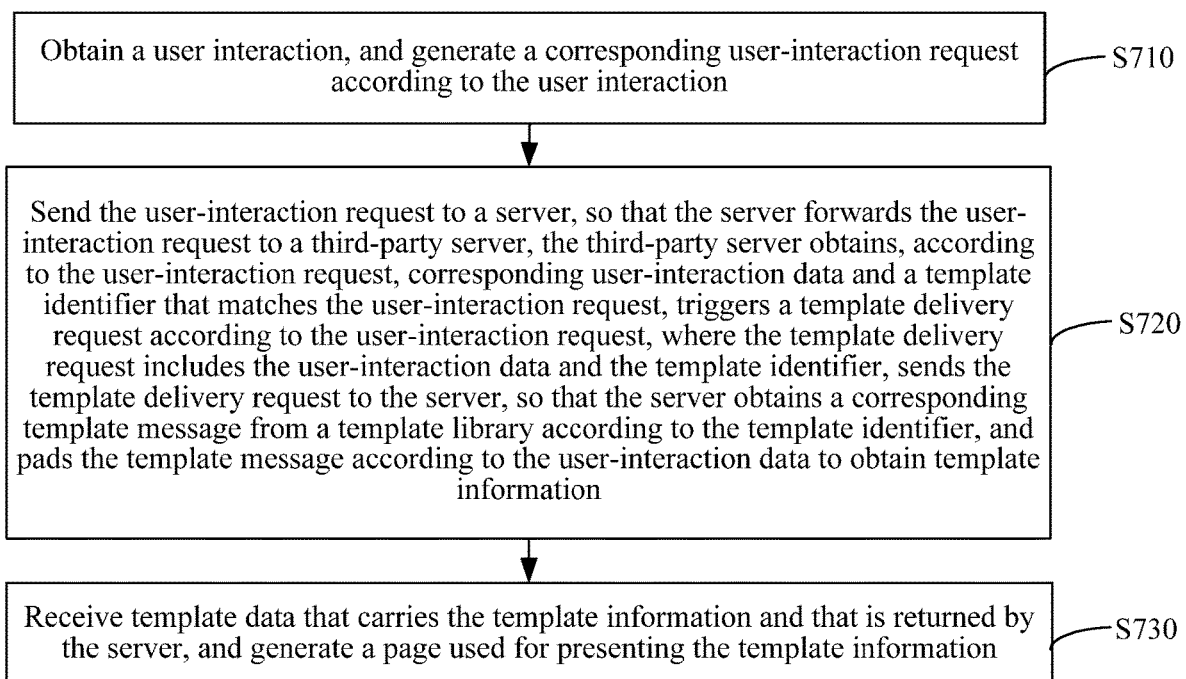 Obtain a user interaction, and generate a corresponding user-interaction request
according to the user interaction
S710
Send the user-interaction request to a server, so that the server forwards the user-
interaction request to a third-party server, the third-party server obtains, according
to the user-interaction request, corresponding user-interaction data and a template
identifier that matches the user-interaction request, triggers a template delivery
request according to the user-interaction request, where the template delivery
request includes the user-interaction data and the template identifier, sends the
template delivery request to the server, so that the server obtains a corresponding
template message from a template library according to the template identifier, and
pads the template message according to the user-interaction data to obtain template
information
S720
Receive template data that carries the template information and that is returned by
the server, and generate a page used for presenting the template information
S730